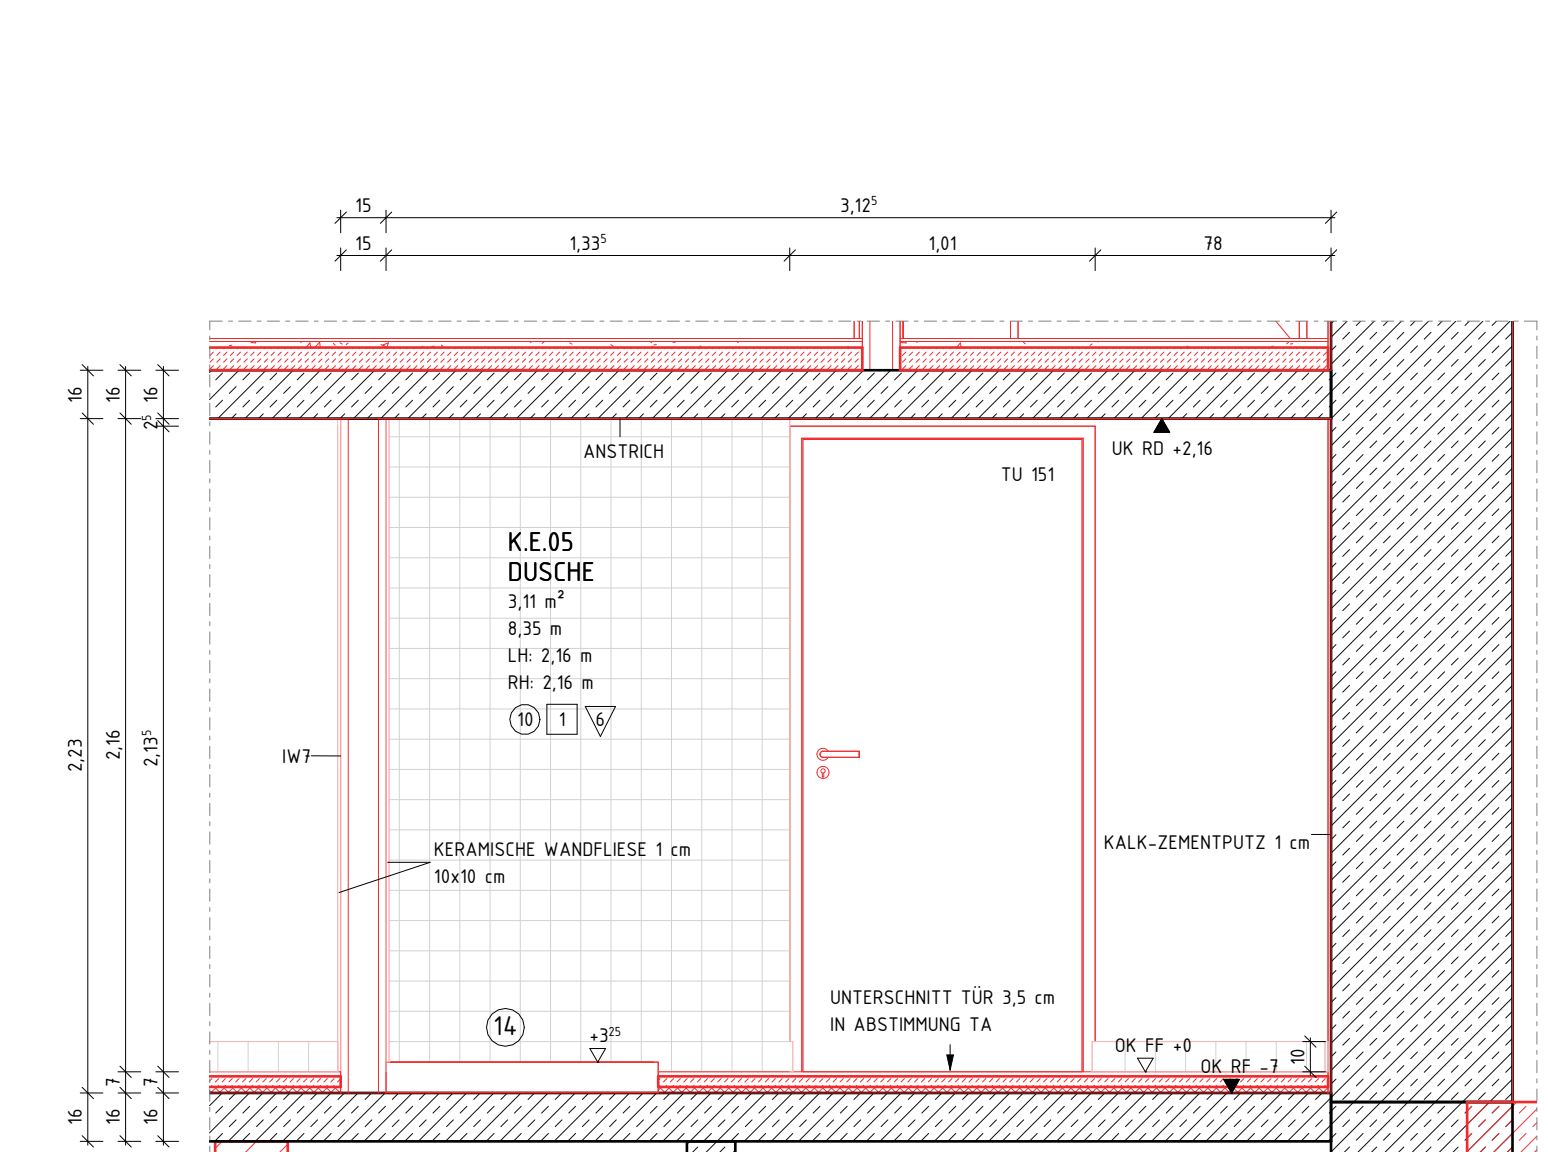 15
3,12⁵
15
1,33⁵
1,01
78
16
16
16
2⁵
ANSTRICH
UK RD +2,16
TU 151
K.E.05
DUSCHE
3,11 m²
8,35 m
LH: 2,16 m
RH: 2,16 m
10
1
6
2,23
2,16
2,13⁵
IW7
KERAMISCHE WANDFLIESE 1 cm
10x10 cm
KALK-ZEMENTPUTZ 1 cm
UNTERSCHNITT TÜR 3,5 cm
IN ABSTIMMUNG TA
14
+3²⁵
OK FF +0
10
OK RF -7
7
7
16
16
16